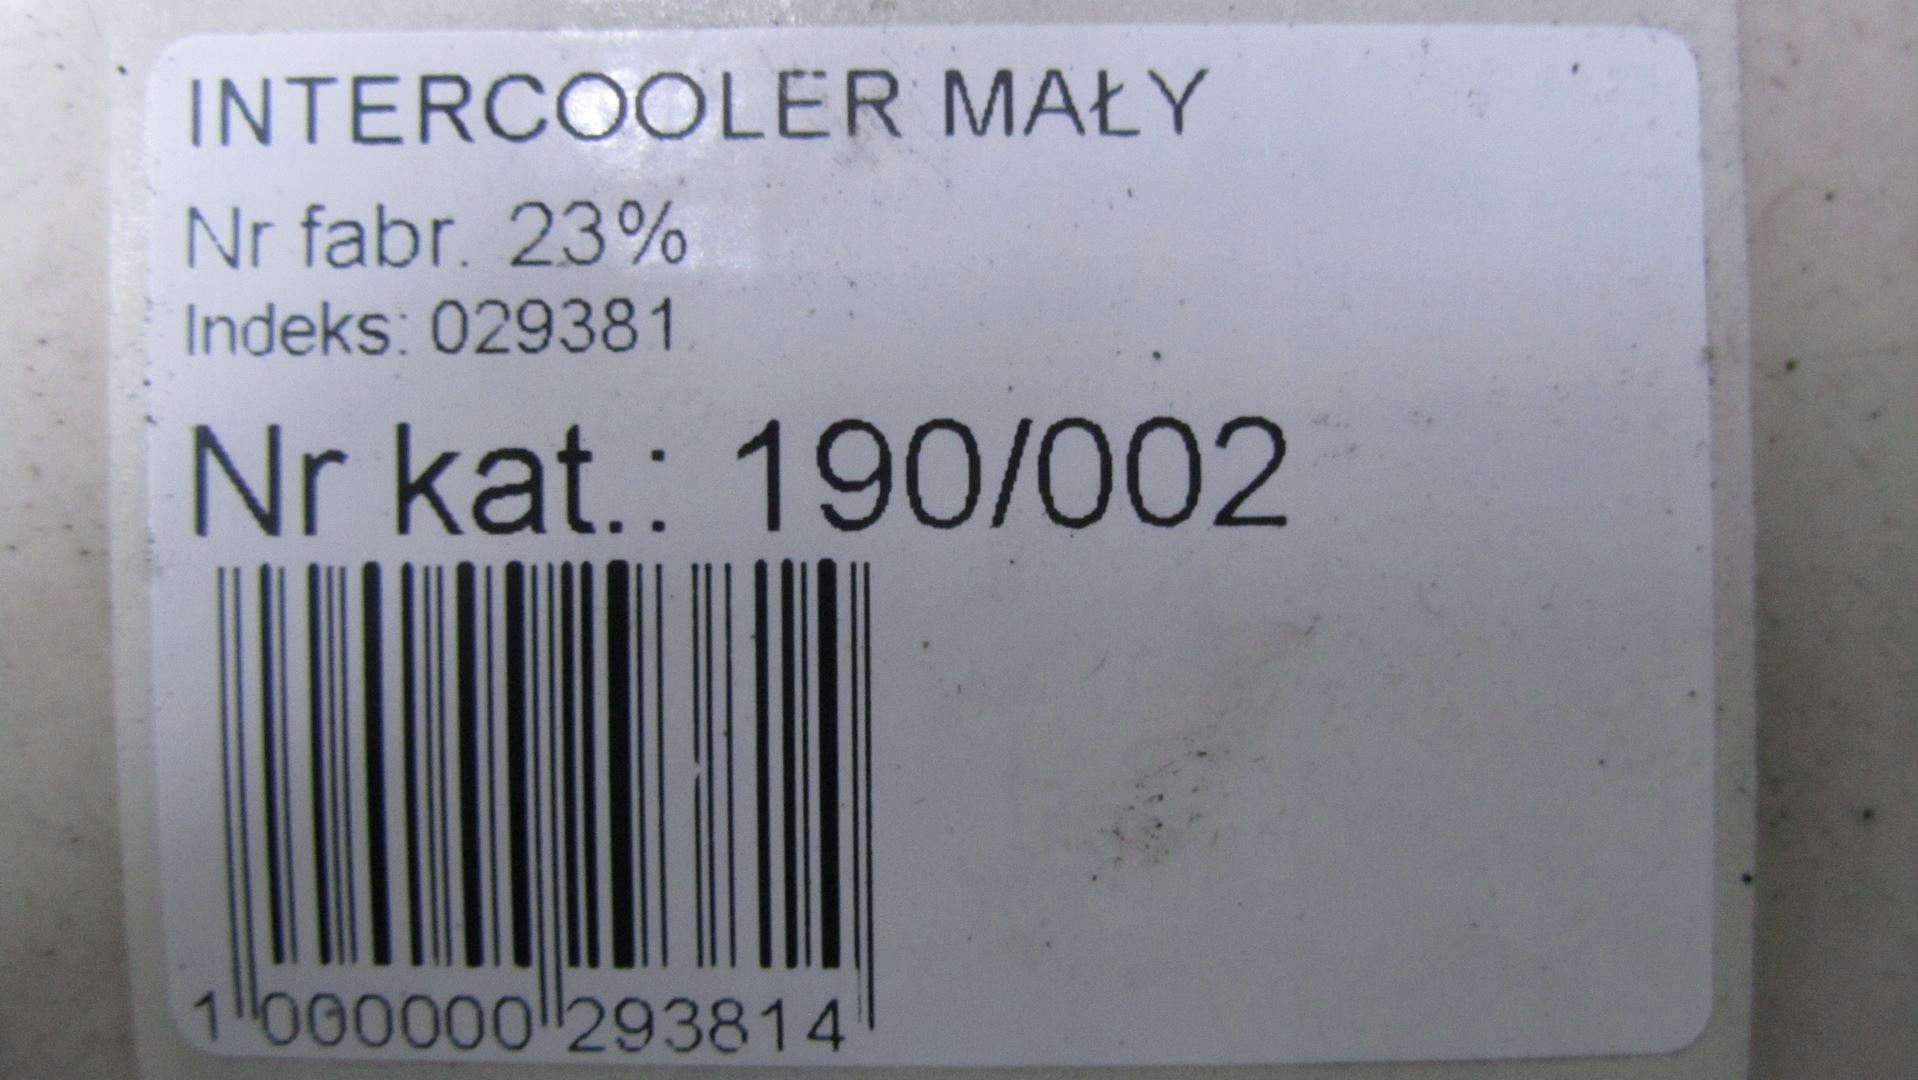 INTERCOOLER MAŁY
Nr fabr. 23%
Indeks: 029381
Nr kat.: 190/002
1 000000 293814